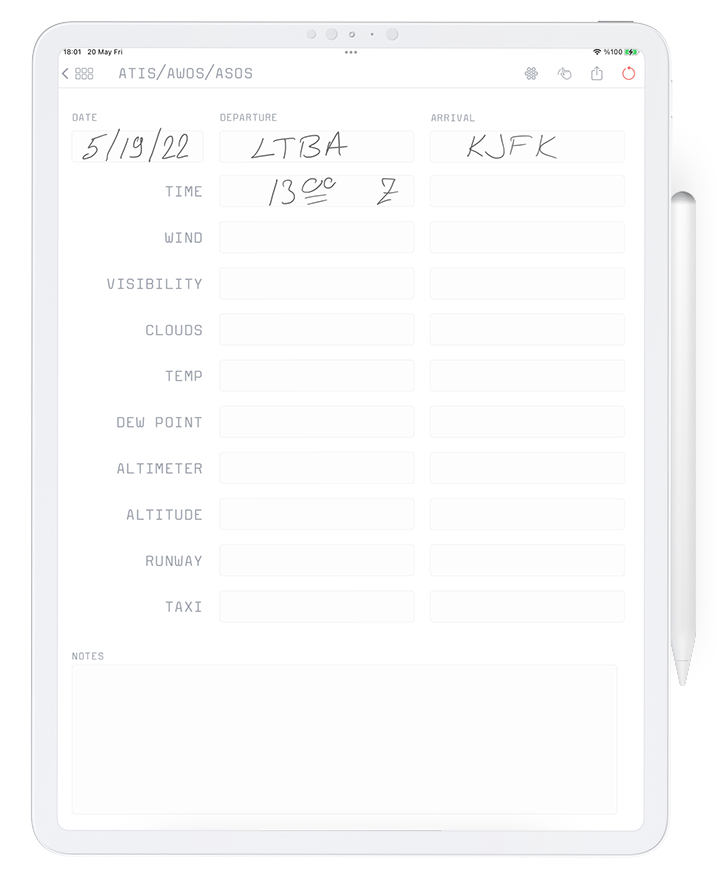 18:01 20 May Fri %100
ATIS/AWOS/ASOS
DATE DEPARTURE ARRIVAL
5/19/22 LTBA KJFK
TIME 13 00 Z
WIND
VISIBILITY
CLOUDS
TEMP
DEW POINT
ALTIMETER
ALTITUDE
RUNWAY
TAXI
NOTES